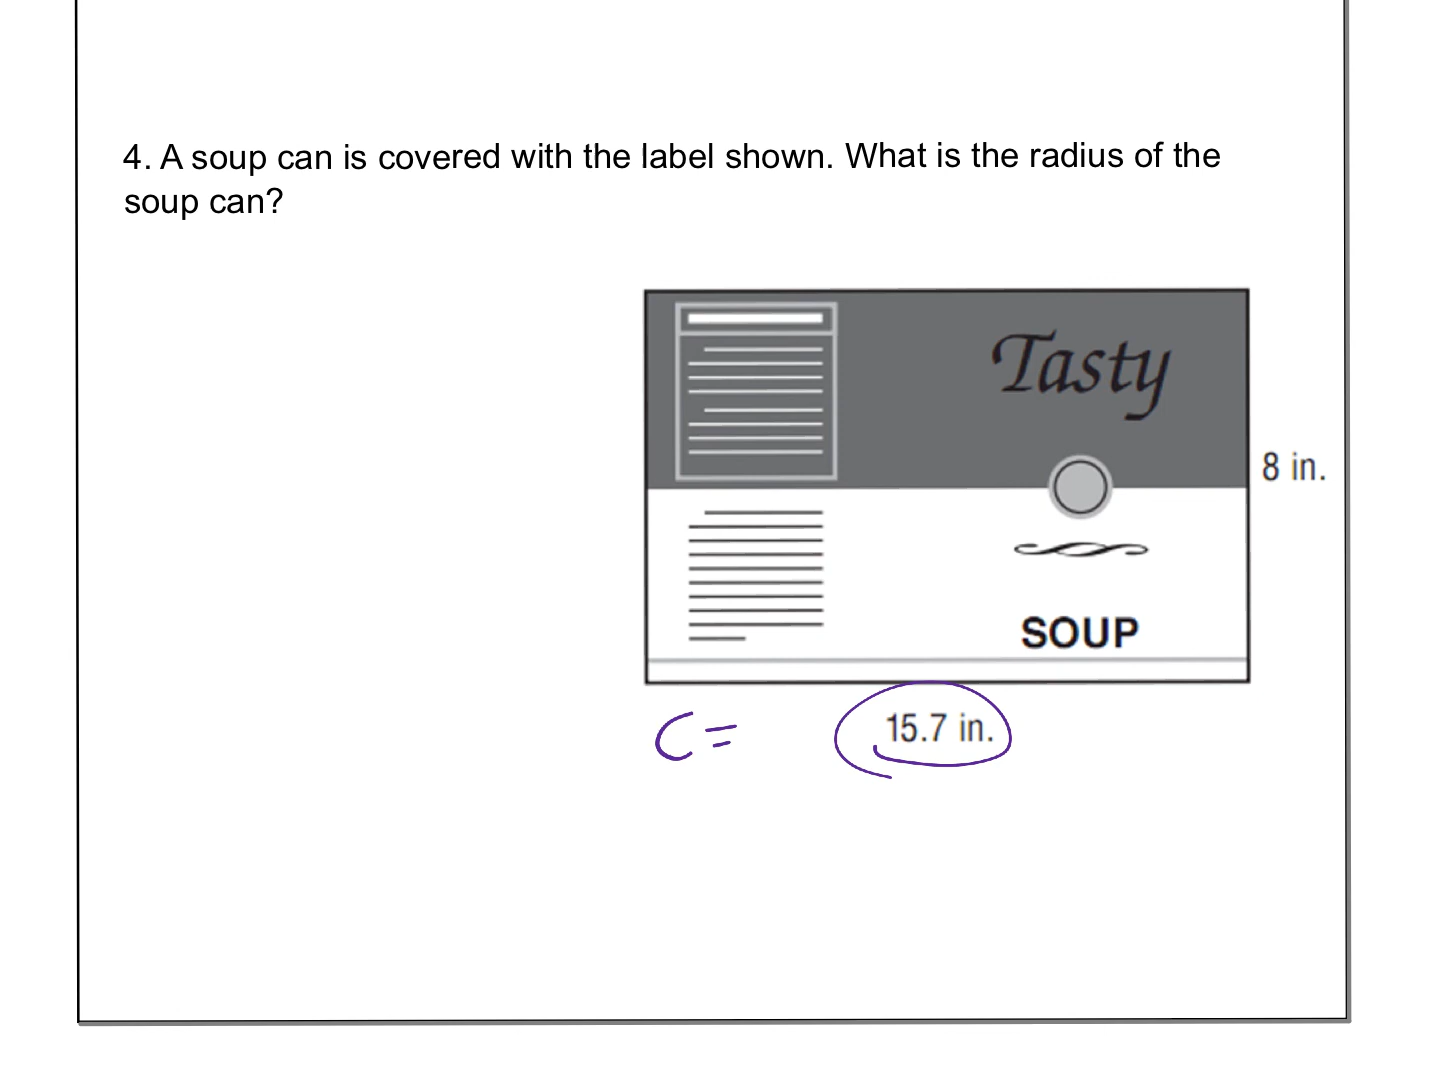 4. A soup can is covered with the label shown. What is the radius of the
soup can?
Tasty
8 in.
SOUP
C = 15.7 in.